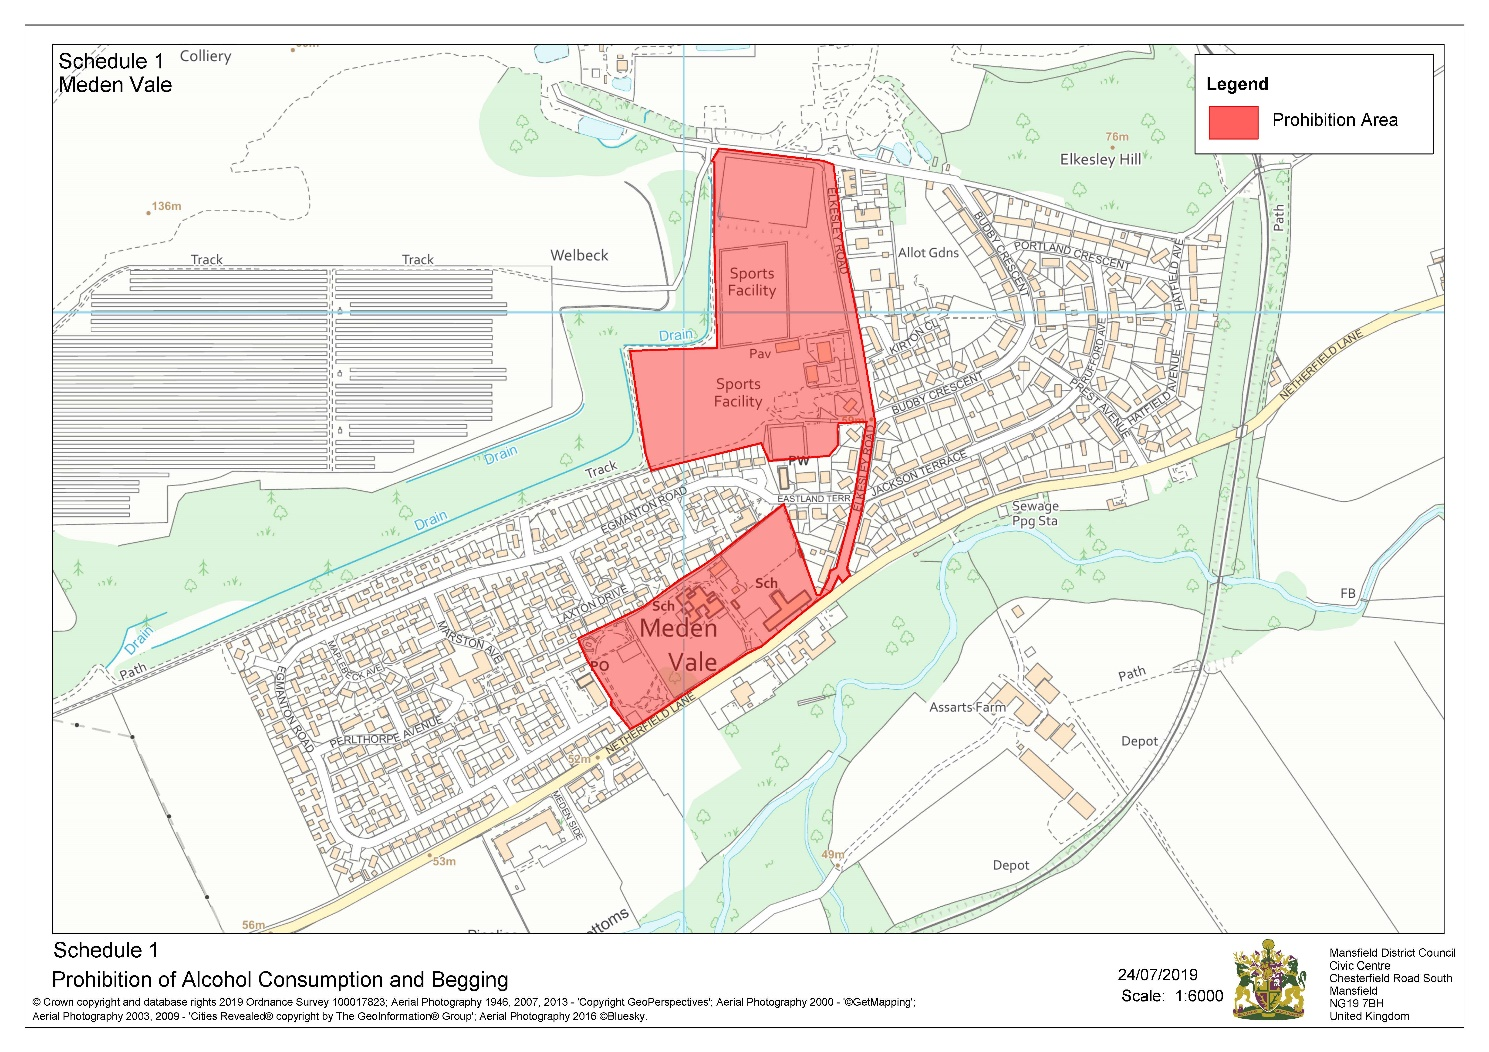 Schedule 1
Meden Vale
Colliery
Legend
Prohibition Area
76m
Elkesley Hill
136m
Track
Track
Welbeck
Allot Gdns
ELKESLEY ROAD
BUDBY CRESCENT
PORTLAND CRESCENT
HATFIELD AVE
Path
Sports
Facility
Drain
Pav
Sports
Facility
KIRTON CL
BUDBY CRESCENT
RUFFORD AVE
HATFIELD AVENUE
NETHERFIELD LANE
PW
Drain
Track
EASTLAND TERR
ELKESLEY ROAD
JACKSON TERRACE
EGMANTON ROAD
Drain
Sewage
Ppg Sta
Sch
Sch
LAXTON DRIVE
Meden
Vale
FB
Drain
Path
MARSTON AVE
MAPLEBECK AVE
EGMANTON ROAD
PERLTHORPE AVENUE
PO
NETHERFIELD LANE
52m
Assarts Farm
Path
Depot
MEDEN SIDE
53m
49m
Depot
56m
Schedule 1
Prohibition of Alcohol Consumption and Begging
© Crown copyright and database rights 2019 Ordnance Survey 100017823; Aerial Photography 1946, 2007, 2013 - 'Copyright GeoPerspectives'; Aerial Photography 2000 - '©GetMapping';
Aerial Photography 2003, 2009 - 'Cities Revealed® copyright by The GeoInformation® Group'; Aerial Photography 2016 ©Bluesky.
24/07/2019
Scale: 1:6000
Mansfield District Council
Civic Centre
Chesterfield Road South
Mansfield
NG19 7BH
United Kingdom